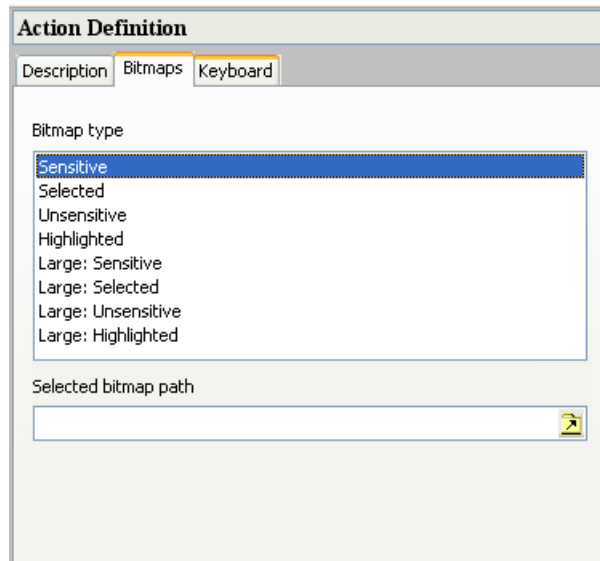 Action Definition
Description Bitmaps Keyboard
Bitmap type
Sensitive
Selected
Unsensitive
Highlighted
Large: Sensitive
Large: Selected
Large: Unsensitive
Large: Highlighted
Selected bitmap path